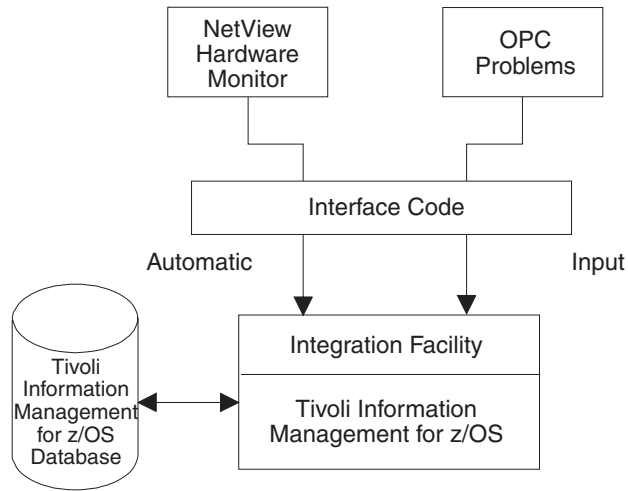 NetView
Hardware
Monitor
OPC
Problems
Interface Code
Automatic
Input
Integration Facility
Tivoli
Information
Management
for z/OS
Database
Tivoli Information
Management for z/OS